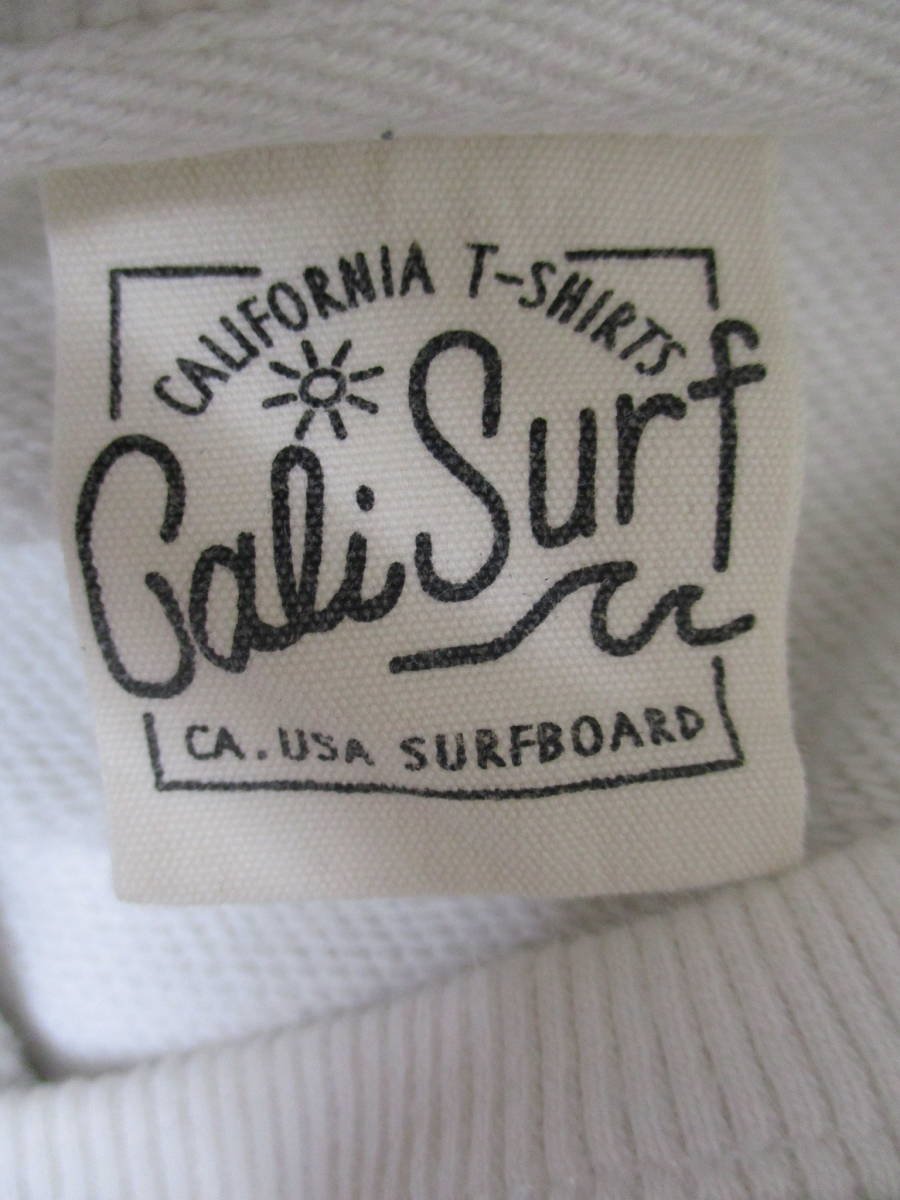 CALIFORNIA T-SHIRTS
Cali Surf
CA. USA SURFBOARD